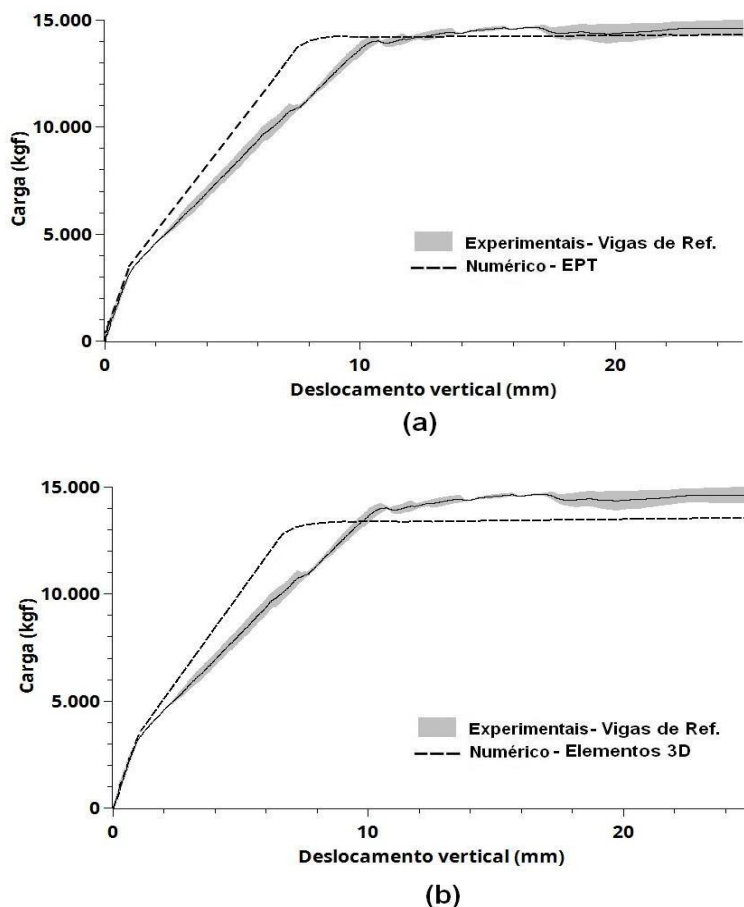 15.000
10.000
5.000
0
Carga (kgf)
Experimentais- Vigas de Ref.
Numérico - EPT
0
10
20
Deslocamento vertical (mm)
(a)
15.000
10.000
5.000
0
Carga (kgf)
Experimentais- Vigas de Ref.
Numérico - Elementos 3D
0
10
20
Deslocamento vertical (mm)
(b)